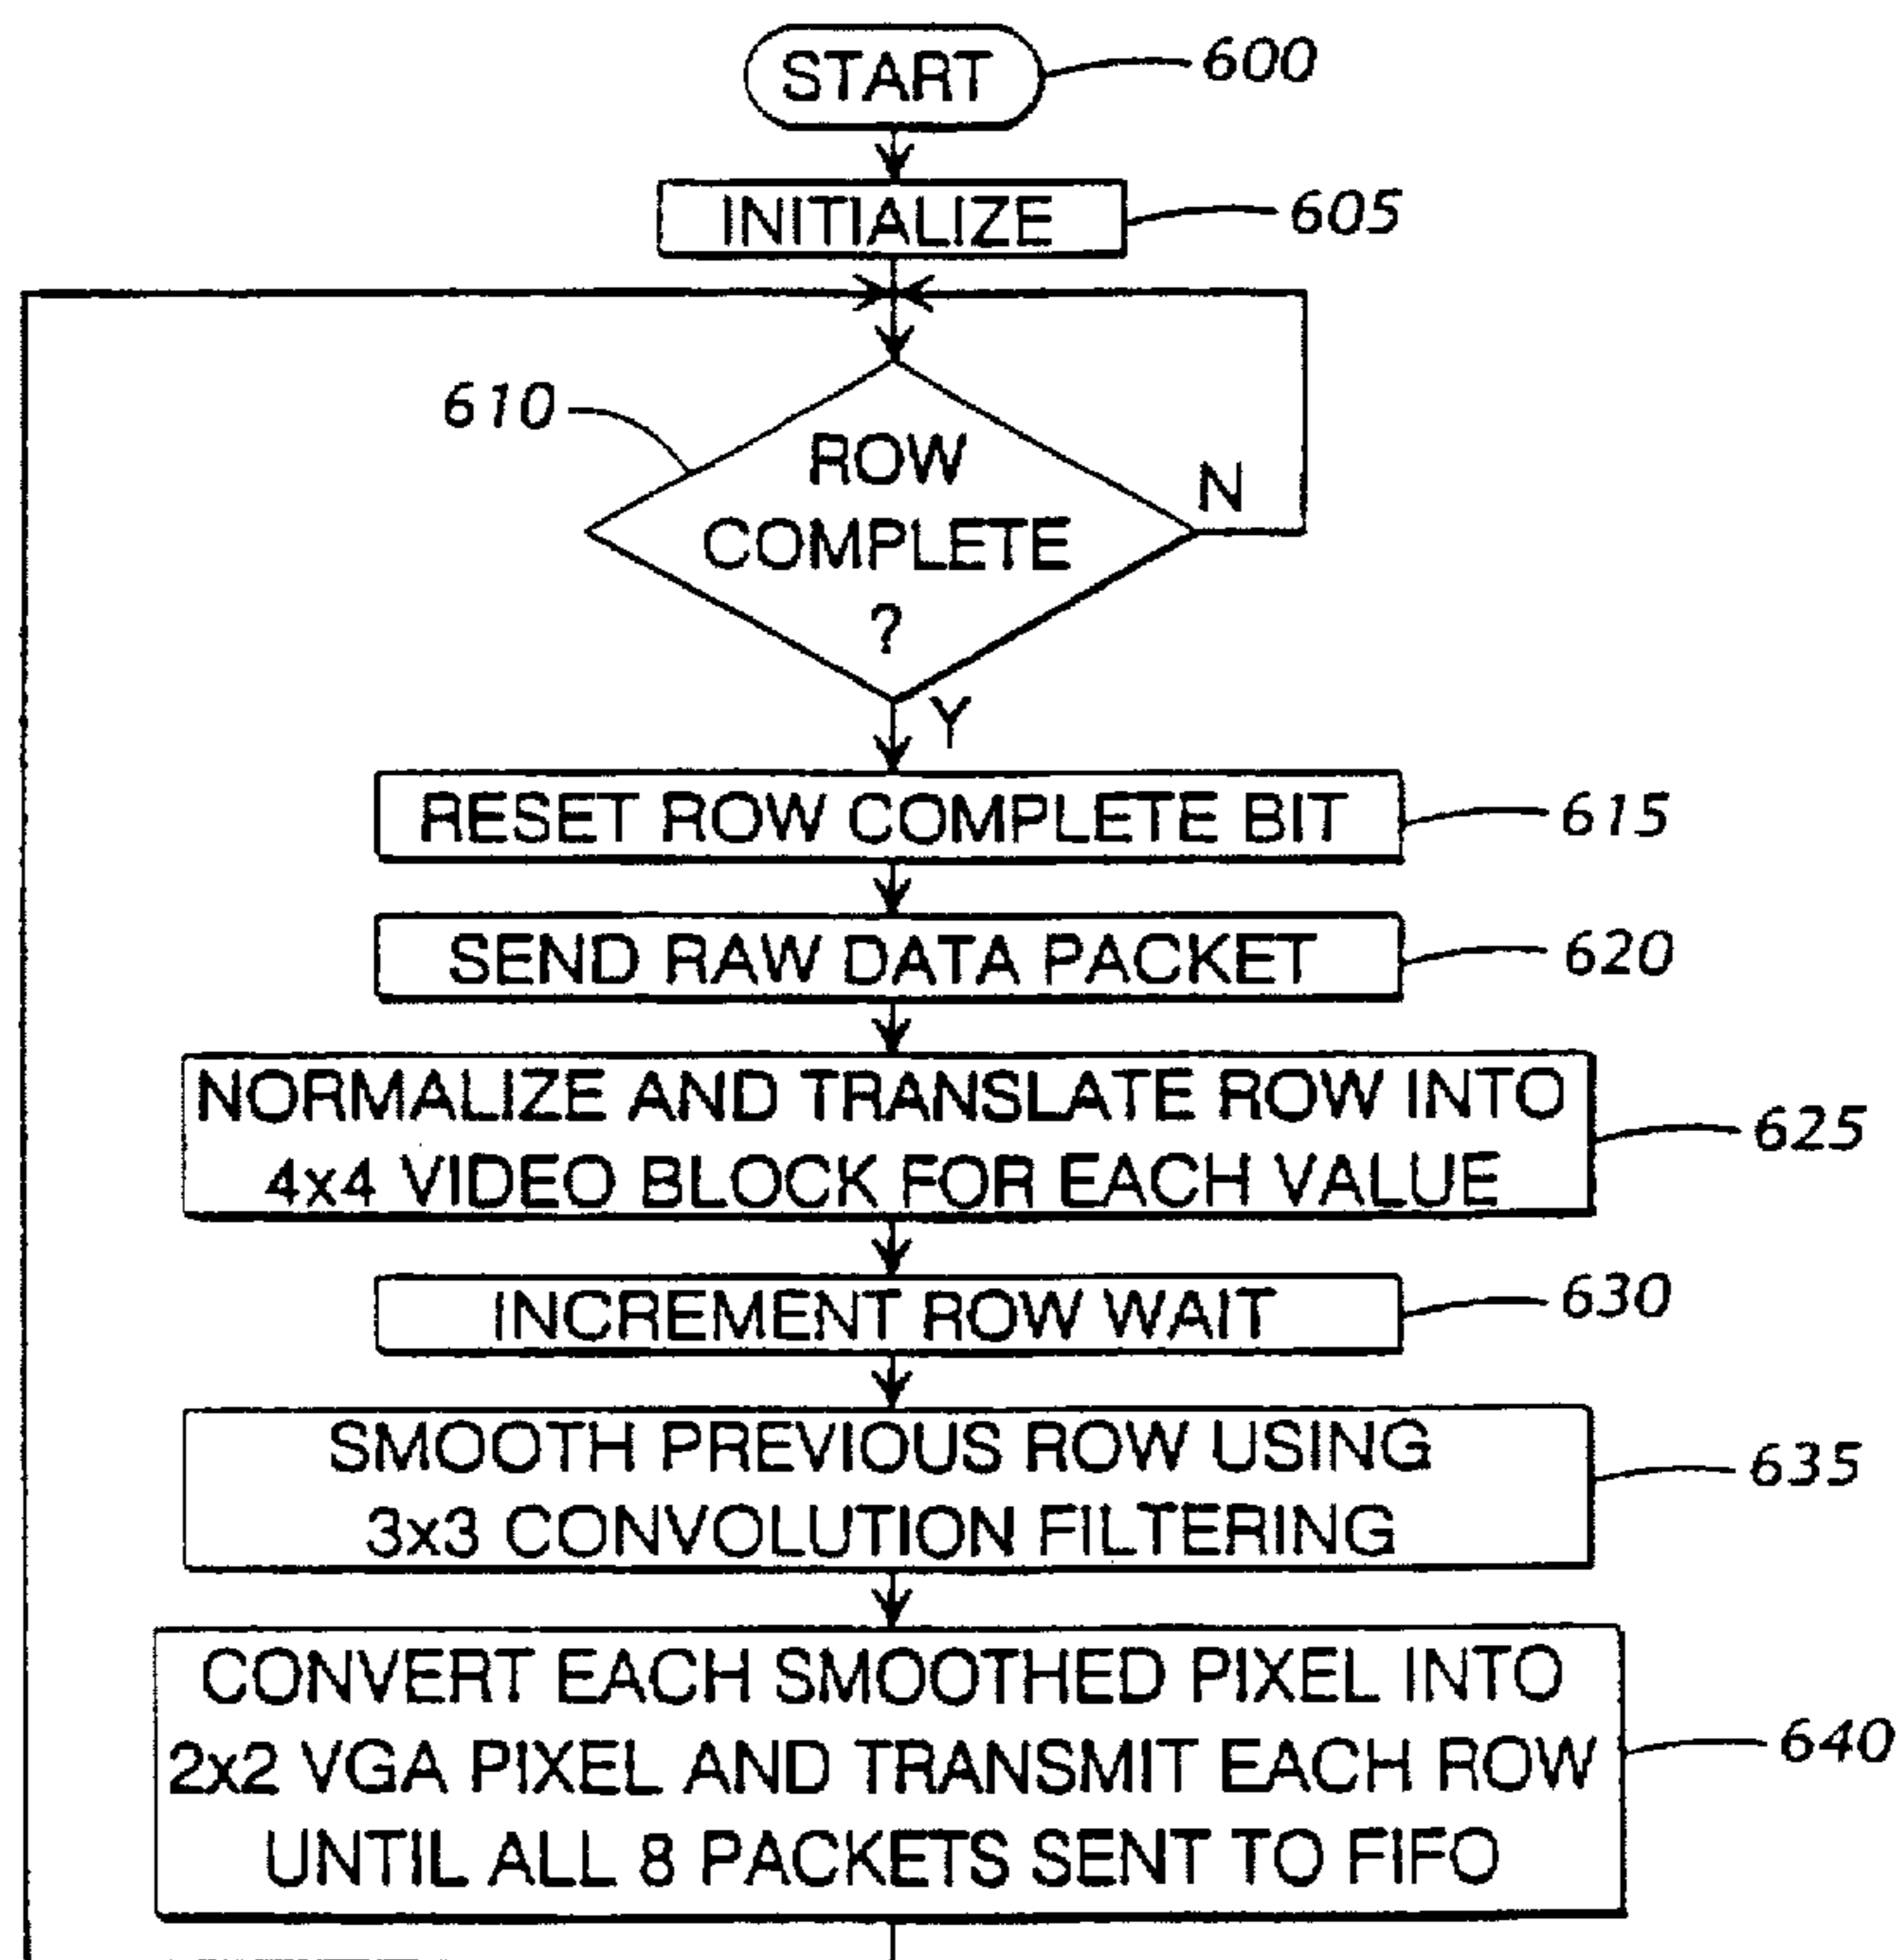 START
600
INITIALIZE
605
610
ROW
COMPLETE
?
N
Y
RESET ROW COMPLETE BIT
615
SEND RAW DATA PACKET
620
NORMALIZE AND TRANSLATE ROW INTO
4x4 VIDEO BLOCK FOR EACH VALUE
625
INCREMENT ROW WAIT
630
SMOOTH PREVIOUS ROW USING
3x3 CONVOLUTION FILTERING
635
CONVERT EACH SMOOTHED PIXEL INTO
2x2 VGA PIXEL AND TRANSMIT EACH ROW
UNTIL ALL 8 PACKETS SENT TO FIFO
640